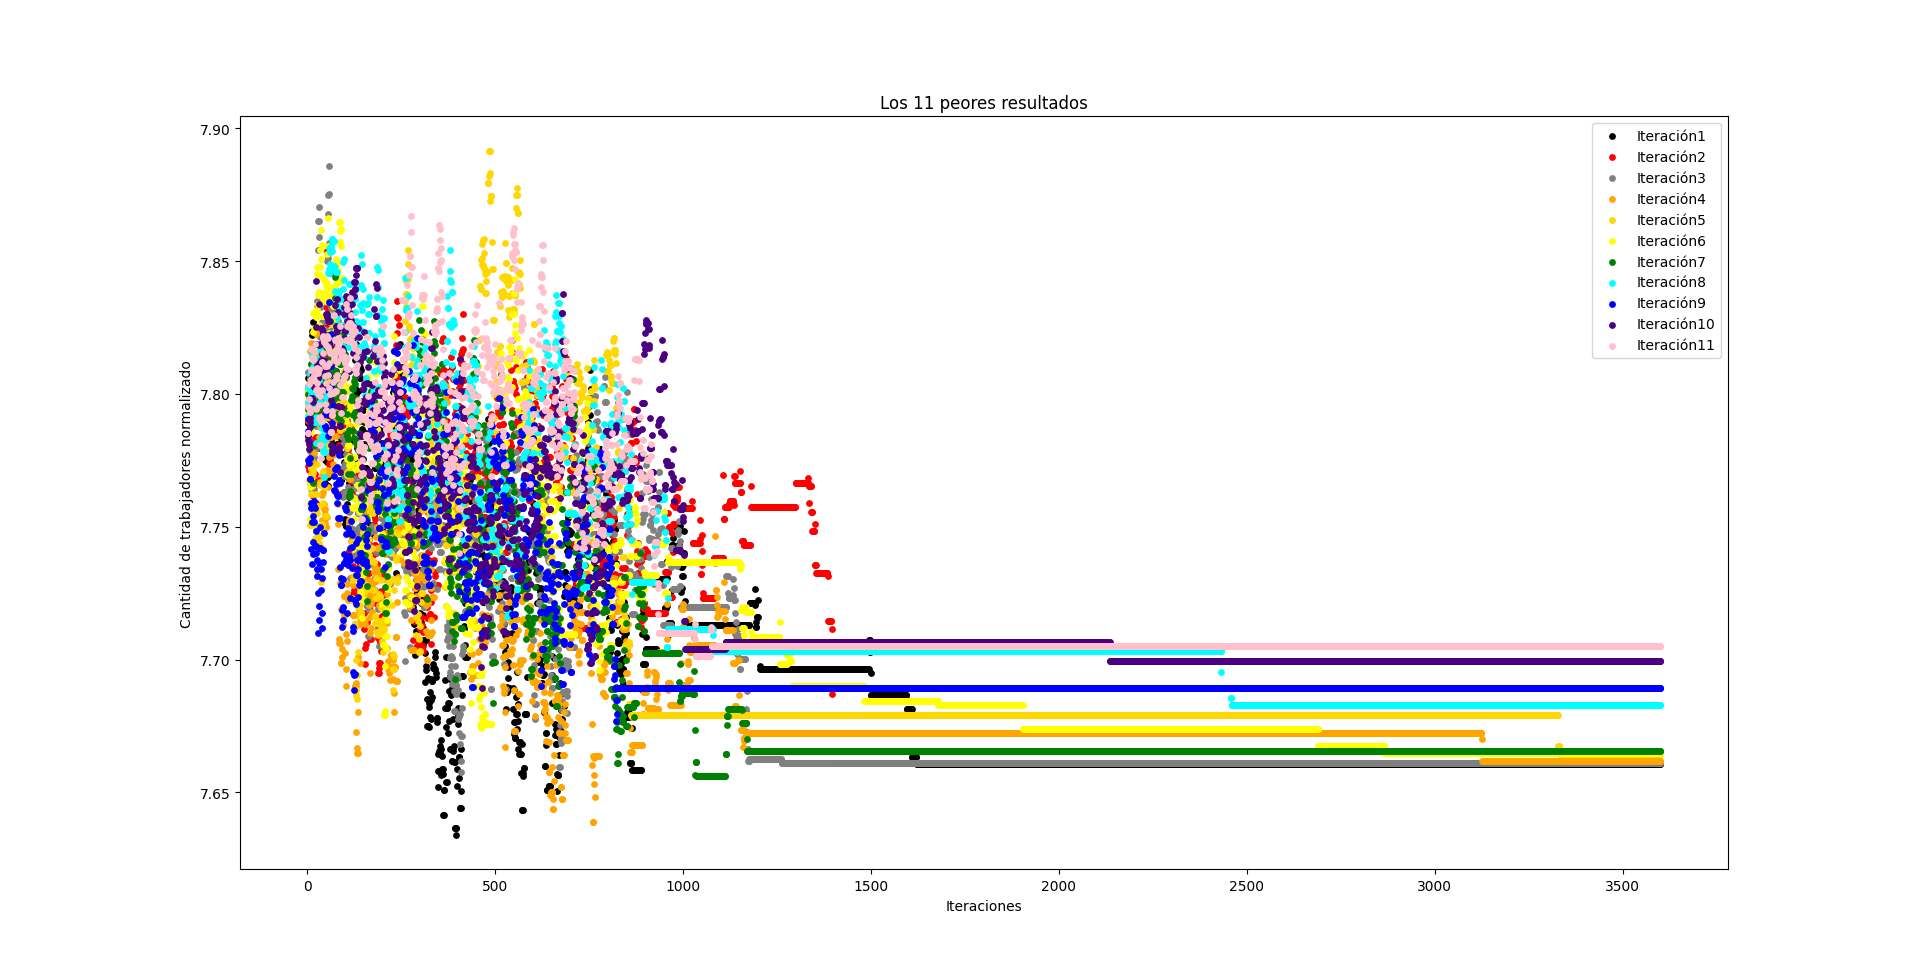 Los 11 peores resultados
7.90
7.85
7.80
7.75
7.70
7.65
Cantidad de trabajadores normalizado
Iteración1
Iteración2
Iteración3
Iteración4
Iteración5
Iteración6
Iteración7
Iteración8
Iteración9
Iteración10
Iteración11
0
500
1000
1500
2000
2500
3000
3500
Iteraciones